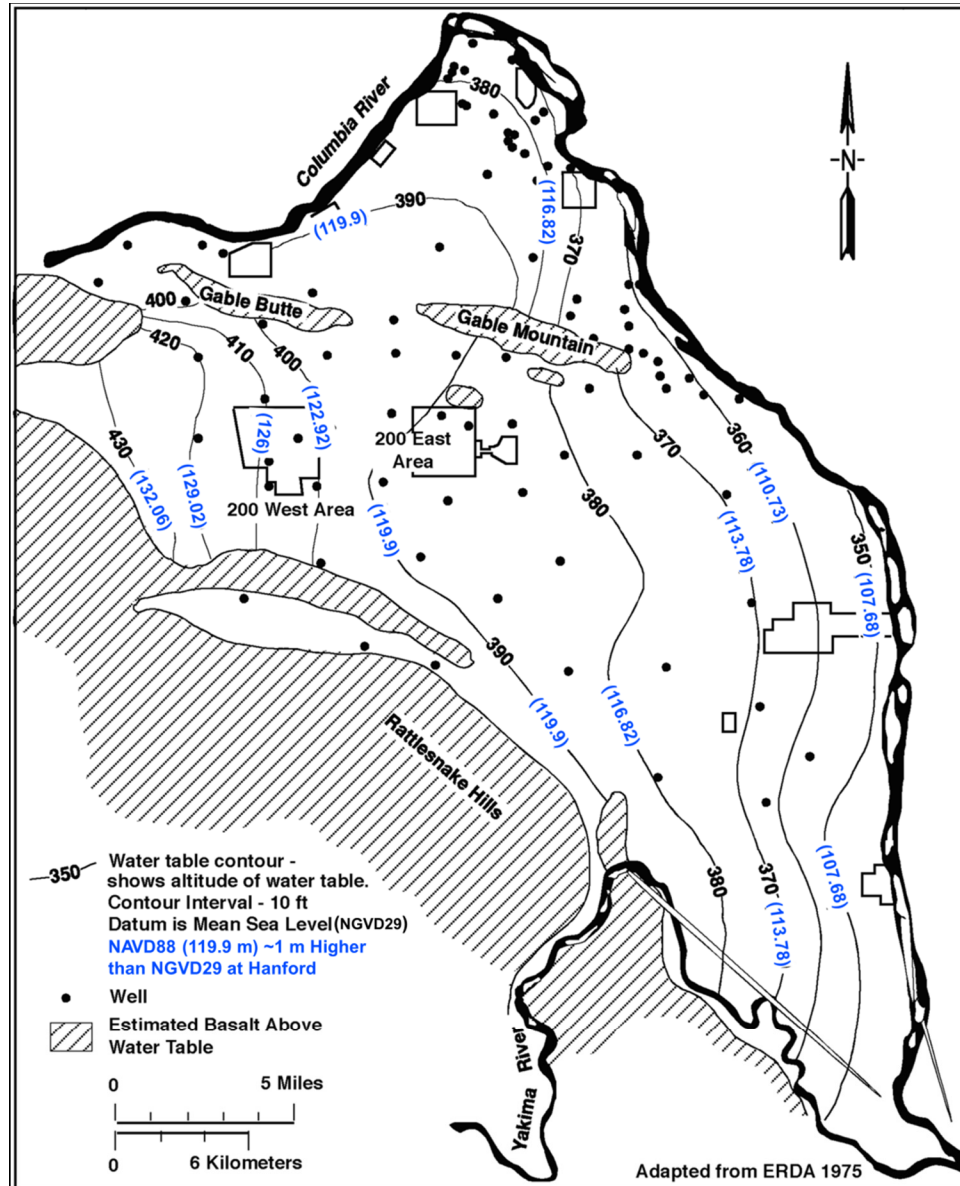 Columbia River
380
-N-
390
(119.9)
(116.82)
370
400
Gable Butte
Gable Mountain
420
410
400
430
(132.06)
(129.02)
(126)
(122.92)
200 East
Area
200 West Area
(119.9)
370
360
380
(110.73)
(113.78)
350
(107.68)
390
(119.9)
(116.82)
Rattlesnake Hills
350
Water table contour -
shows altitude of water table.
Contour Interval - 10 ft
Datum is Mean Sea Level(NGVD29)
NAVD88 (119.9 m) ~1 m Higher
than NGVD29 at Hanford
Well
Estimated Basalt Above
Water Table
380
370
(113.78)
(107.68)
Yakima River
0
5 Miles
0
6 Kilometers
Adapted from ERDA 1975